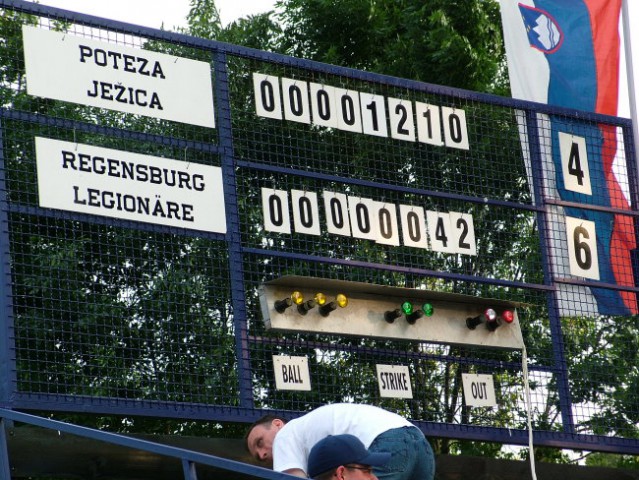 POTEZA
JEŽICA
0 0 0 0 1 2 1 0 4
REGENSBURG
LEGIONÄRE
0 0 0 0 0 0 4 2 6
BALL STRIKE OUT